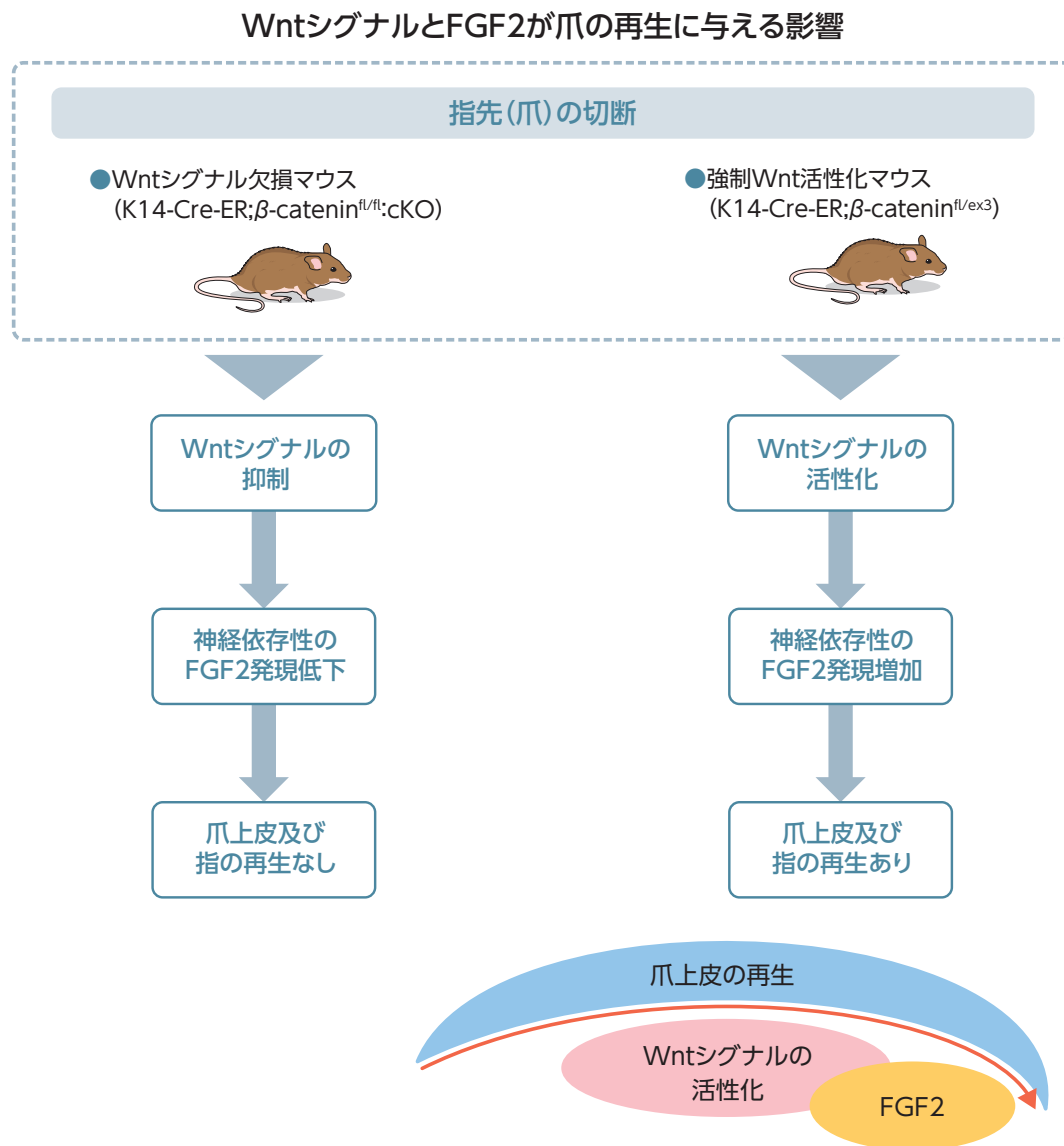 WntシグナルとFGF2が爪の再生に与える影響
指先(爪)の切断
●Wntシグナル欠損マウス
(K14-Cre-ER;β-catenin^fl/fl:cKO)
●強制Wnt活性化マウス
(K14-Cre-ER;β-catenin^fl/ex3)
Wntシグナルの
抑制
神経依存性の
FGF2発現低下
爪上皮及び
指の再生なし
Wntシグナルの
活性化
神経依存性の
FGF2発現増加
爪上皮及び
指の再生あり
爪上皮の再生
Wntシグナルの
活性化
FGF2